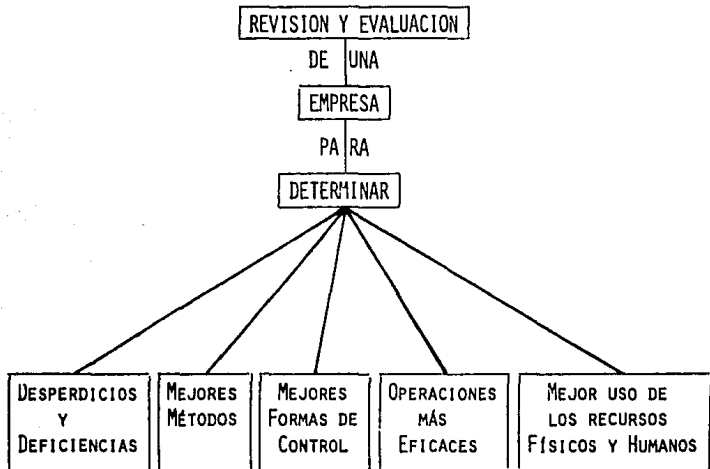 REVISION Y EVALUACION
DE UNA
EMPRESA
PARA
DETERMINAR
DESPERDICIOS
Y
DEFICIENCIAS
MEJORES
MÉTODOS
MEJORES
FORMAS DE
CONTROL
OPERACIONES
MÁS
EFICACES
MEJOR USO DE
LOS RECURSOS
FÍSICOS Y HUMANOS